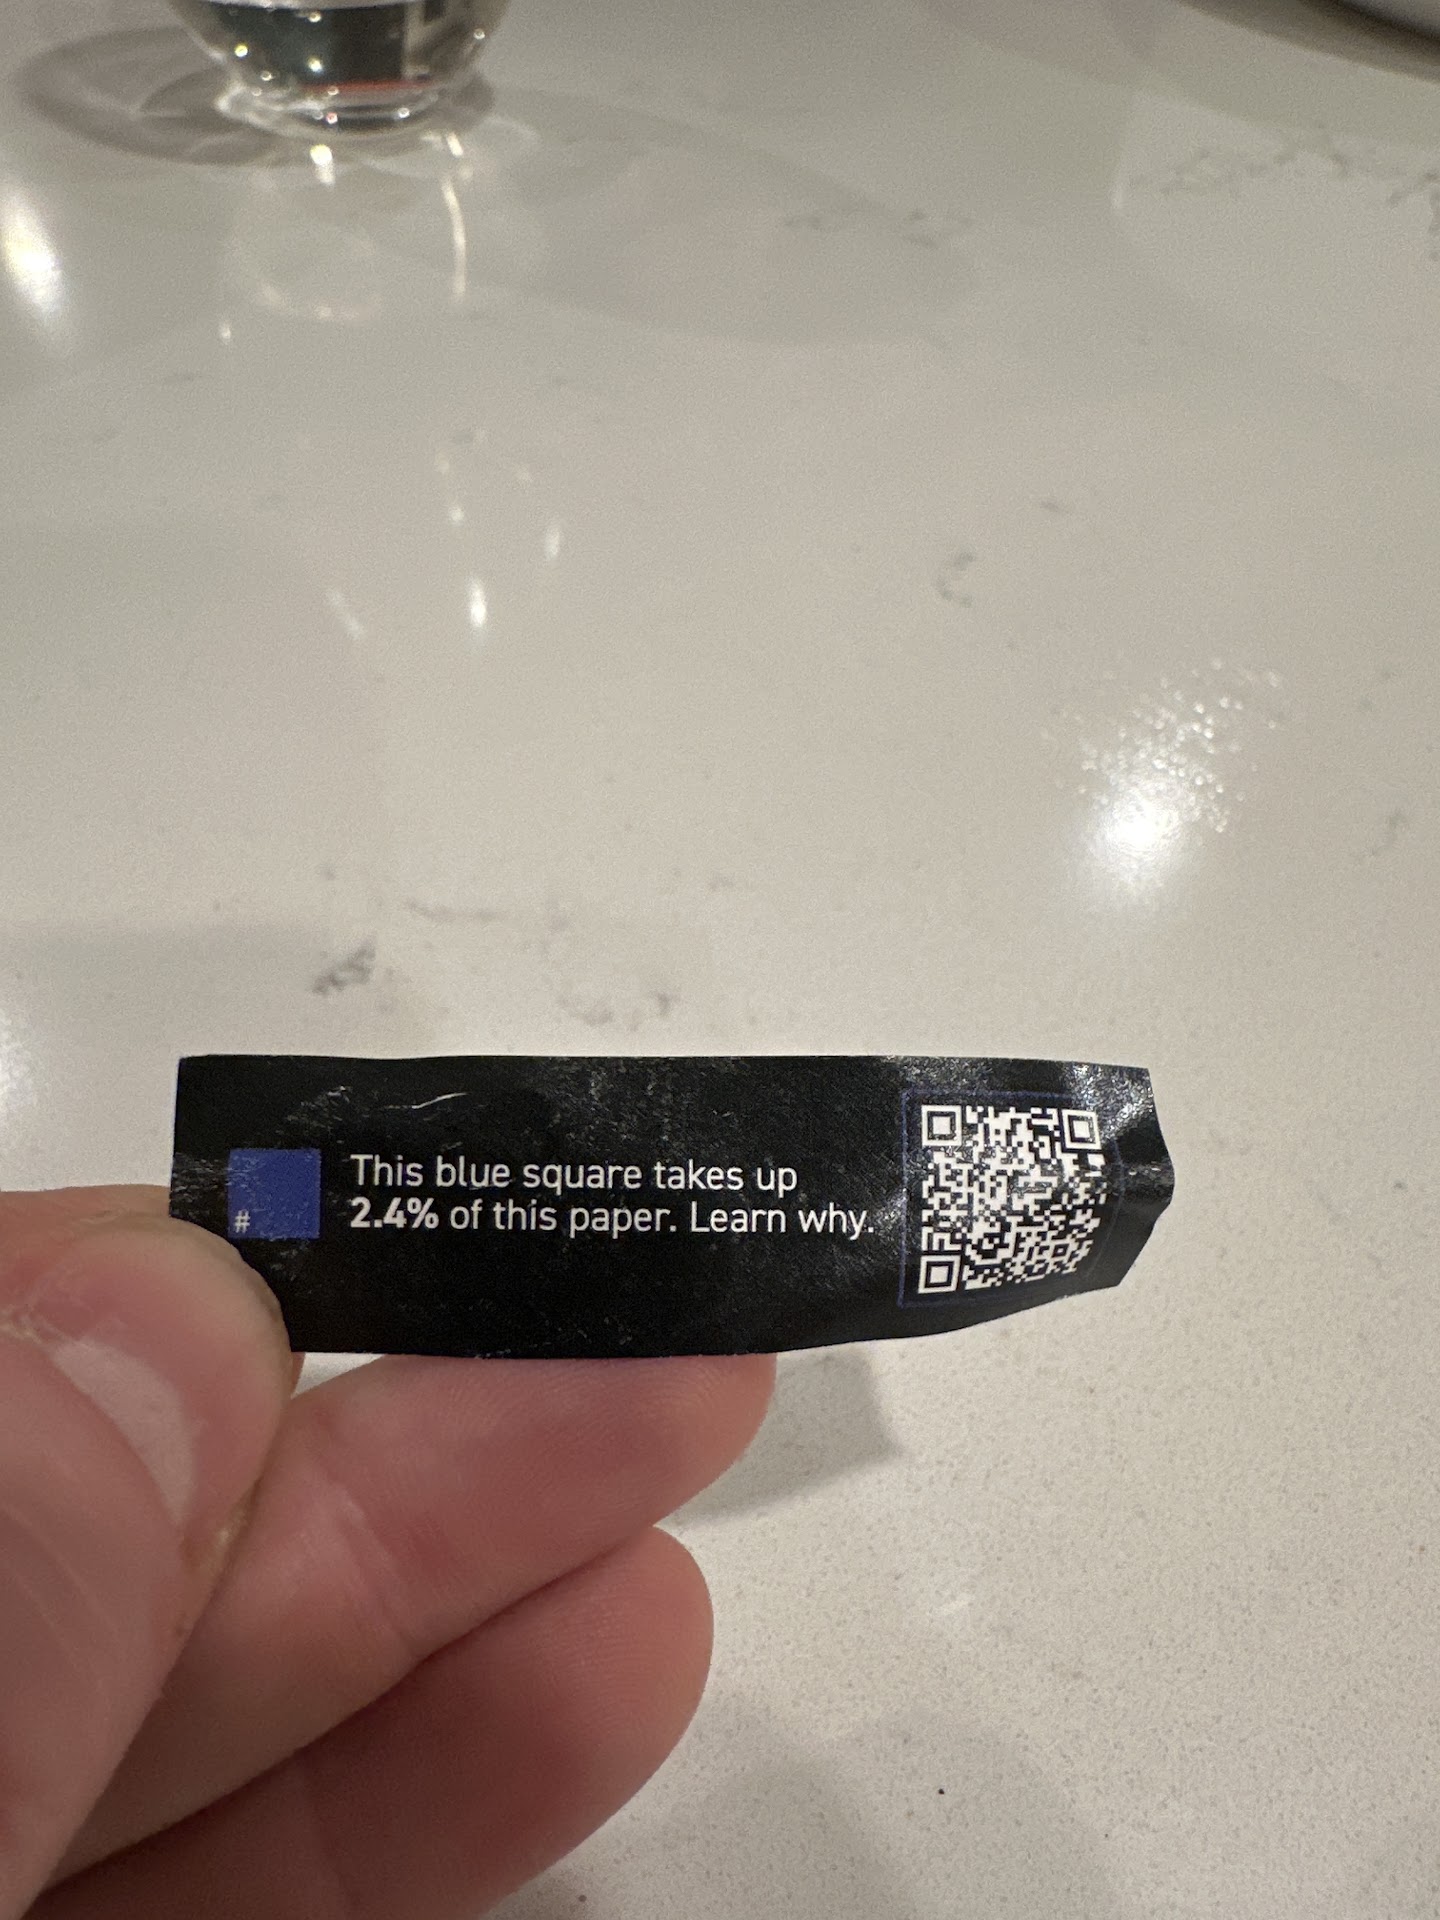 This blue square takes up
2.4% of this paper. Learn why.
#